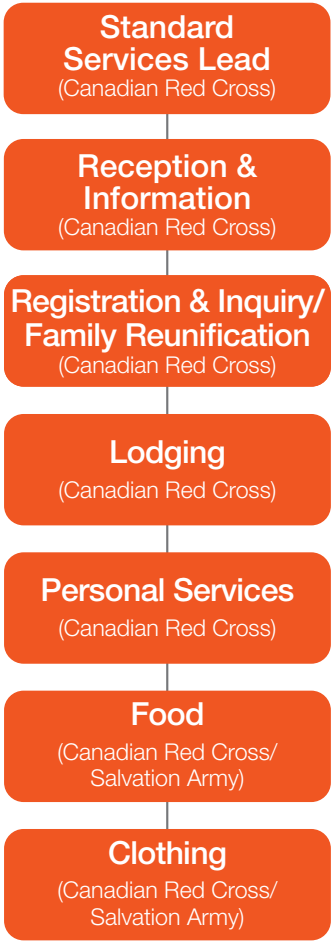 Standard
Services Lead
(Canadian Red Cross)
Reception &
Information
(Canadian Red Cross)
Registration & Inquiry/
Family Reunification
(Canadian Red Cross)
Lodging
(Canadian Red Cross)
Personal Services
(Canadian Red Cross)
Food
(Canadian Red Cross/
Salvation Army)
Clothing
(Canadian Red Cross/
Salvation Army)